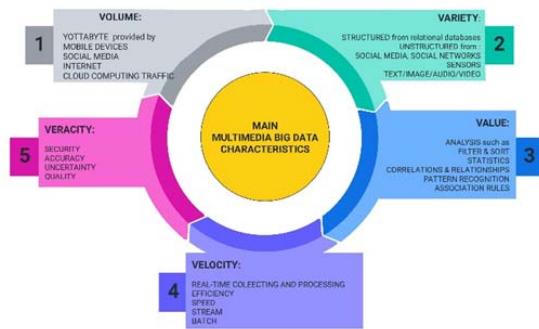 1
VOLUME:
YOTTABYTE provided by
MOBILE DEVICES
SOCIAL MEDIA
INTERNET
CLOUD COMPUTING TRAFFIC
VARIETY:
2
STRUCTURED from relational databases
UNSTRUCTURED from :
SOCIAL MEDIA, SOCIAL NETWORKS
SENSORS
TEXT/IMAGE/AUDIO/VIDEO
MAIN
MULTIMEDIA BIG DATA
CHARACTERISTICS
VALUE:
3
ANALYSIS such as
FILTER & SORT
STATISTICS
CORRELATIONS & RELATIONSHIPS
PATTERN RECOGNITION
ASSOCIATION RULES
4
VELOCITY:
REAL-TIME COLEECTING AND PROCESSING
EFFICIENCY
SPEED
STREAM
BATCH
5
VERACITY:
SECURITY
ACCURACY
UNCERTAINTY
QUALITY